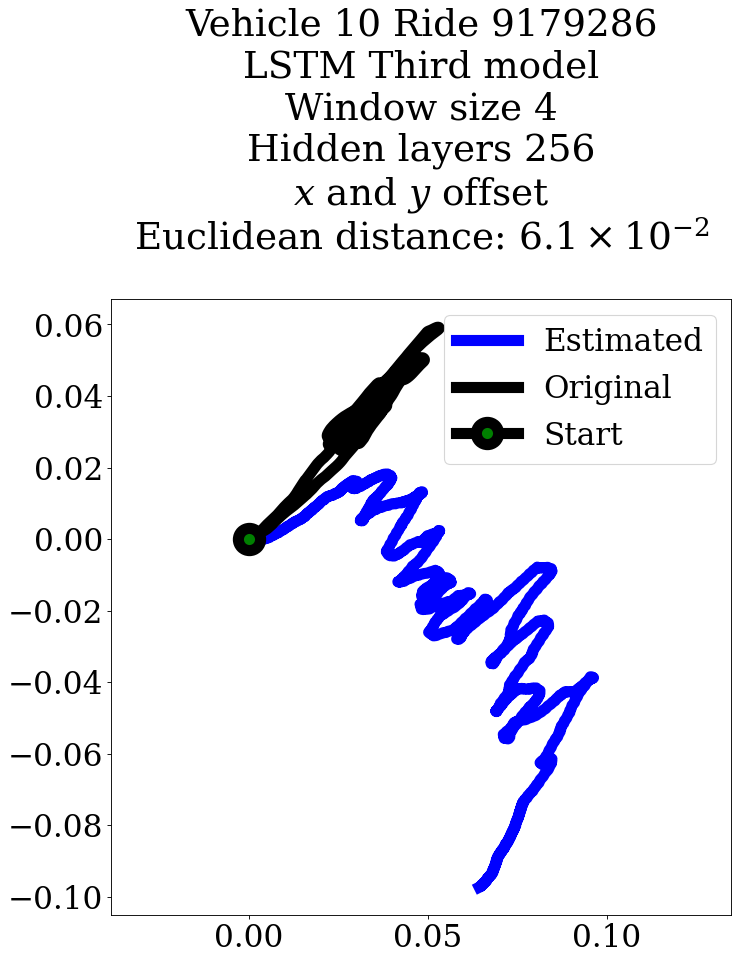 Vehicle 10 Ride 9179286
LSTM Third model
Window size 4
Hidden layers 256
x and y offset
Euclidean distance: 6.1 × 10⁻²
0.06
0.04
0.02
0.00
−0.02
−0.04
−0.06
−0.08
−0.10
Estimated
Original
Start
0.00 0.05 0.10